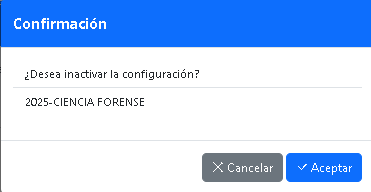 Confirmación
¿Desea inactivar la configuración?
2025-CIENCIA FORENSE
Cancelar
Aceptar